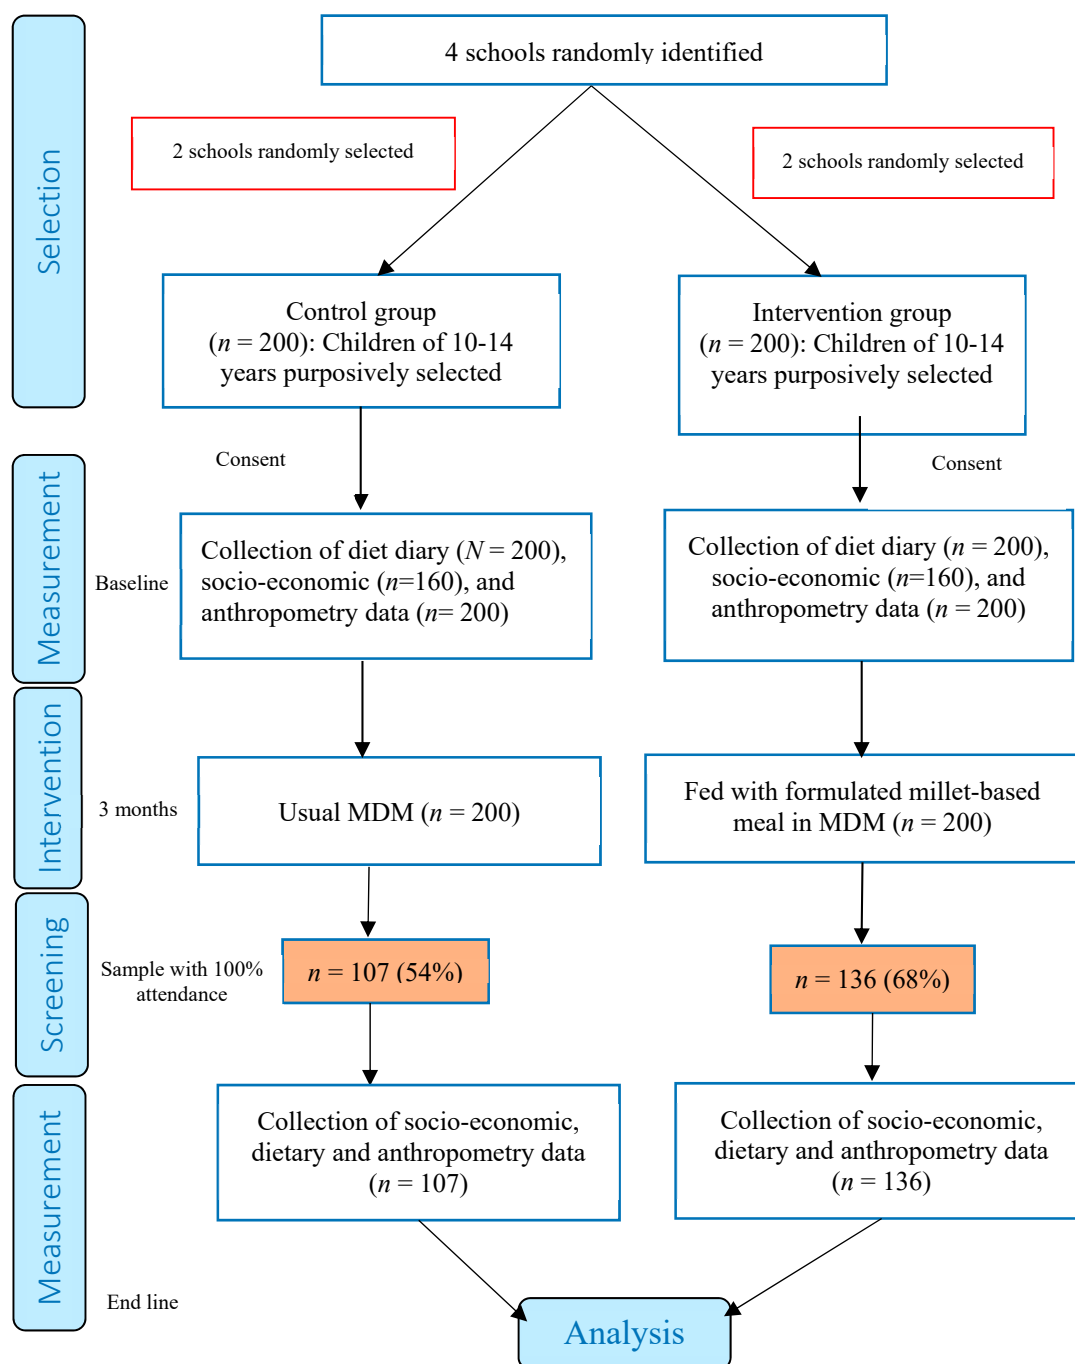 4 schools randomly identified
2 schools randomly selected
2 schools randomly selected
Selection
Control group
(n = 200): Children of 10-14
years purposively selected
Intervention group
(n = 200): Children of 10-14
years purposively selected
Consent
Consent
Measurement
Baseline
Collection of diet diary (N = 200),
socio-economic (n=160), and
anthropometry data (n= 200)
Collection of diet diary (n = 200),
socio-economic (n=160), and
anthropometry data (n = 200)
Intervention
3 months
Usual MDM (n = 200)
Fed with formulated millet-based
meal in MDM (n = 200)
Screening
Sample with 100%
attendance
n = 107 (54%)
n = 136 (68%)
Measurement
Collection of socio-economic,
dietary and anthropometry data
(n = 107)
Collection of socio-economic,
dietary and anthropometry data
(n = 136)
End line
Analysis